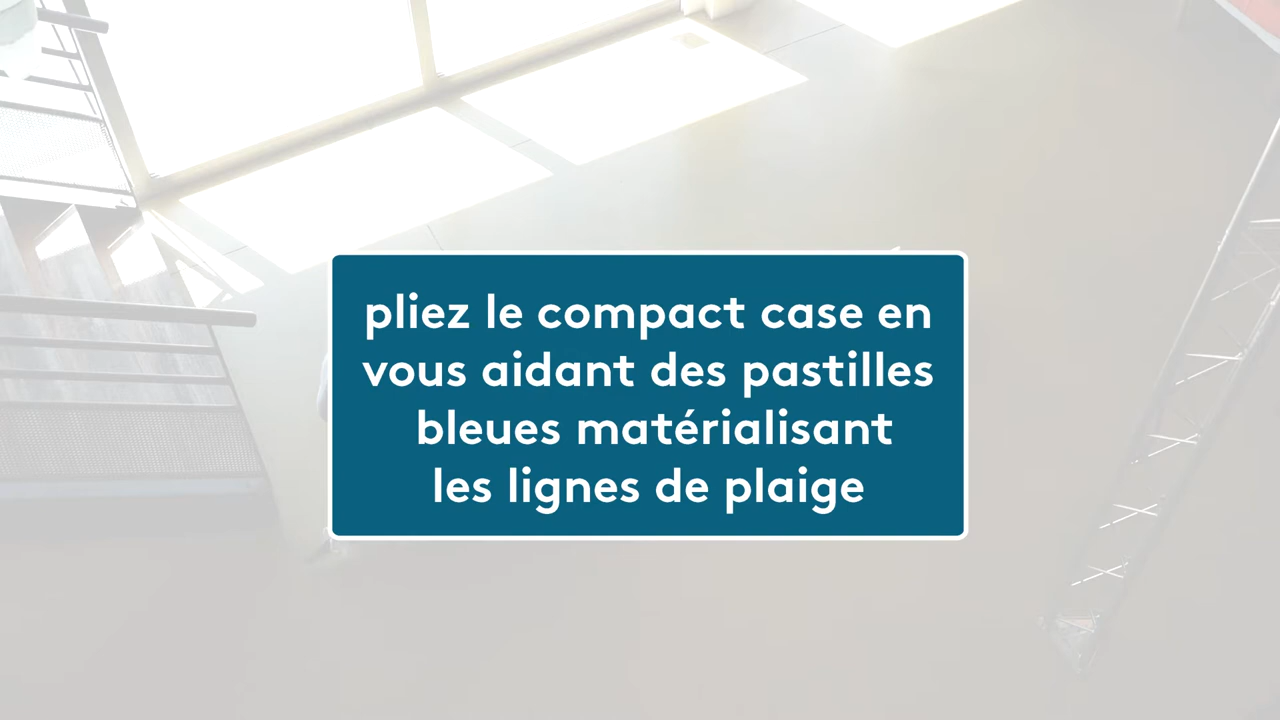 pliez le compact case en
vous aidant des pastilles
bleues matérialisant
les lignes de plaige